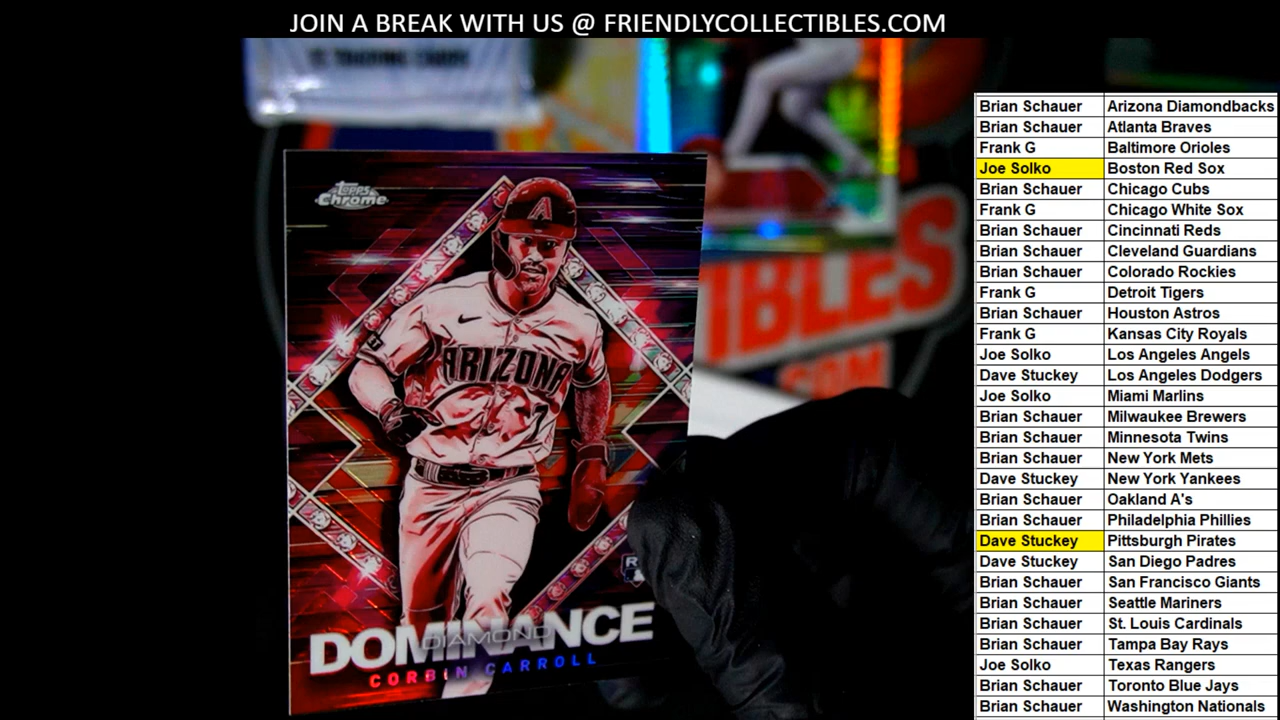 JOIN A BREAK WITH US @ FRIENDLYCOLLECTIBLES.COM
TRADING CARDS
Topps
Chrome
A
ARIZONA
7
IBLES
.COM
DOMINANCE
DIAMOND
CORBIN CARROLL
R
Brian Schauer Arizona Diamondbacks
Brian Schauer Atlanta Braves
Frank G Baltimore Orioles
Joe Solko Boston Red Sox
Brian Schauer Chicago Cubs
Frank G Chicago White Sox
Brian Schauer Cincinnati Reds
Brian Schauer Cleveland Guardians
Brian Schauer Colorado Rockies
Frank G Detroit Tigers
Brian Schauer Houston Astros
Frank G Kansas City Royals
Joe Solko Los Angeles Angels
Dave Stuckey Los Angeles Dodgers
Joe Solko Miami Marlins
Brian Schauer Milwaukee Brewers
Brian Schauer Minnesota Twins
Brian Schauer New York Mets
Dave Stuckey New York Yankees
Brian Schauer Oakland A's
Brian Schauer Philadelphia Phillies
Dave Stuckey Pittsburgh Pirates
Dave Stuckey San Diego Padres
Brian Schauer San Francisco Giants
Brian Schauer Seattle Mariners
Brian Schauer St. Louis Cardinals
Brian Schauer Tampa Bay Rays
Joe Solko Texas Rangers
Brian Schauer Toronto Blue Jays
Brian Schauer Washington Nationals